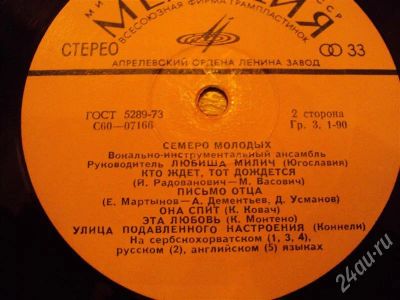 МЕ ИЯ
ВСЕСОЮЗНАЯ ФИРМА ГРАМПЛАСТИНОК
СТЕРЕО 33
АПРЕЛЕВСКИЙ ОРДЕНА ЛЕНИНА ЗАВОД
ГОСТ 5289-73
С60-07166
2 сторона
Гр. 3, 1-90
СЕМЕРО МОЛОДЫХ
Вокально-инструментальный ансамбль
Руководитель ЛЮБИША МИЛИЧ (Югославия)
КТО ЖДЕТ, ТОТ ДОЖДЕТСЯ
(И. Радованович—М. Васович)
ПИСЬМО ОТЦА
(Е. Мартынов—А. Дементьев, Д. Усманов)
ОНА СПИТ (К. Ковач)
ЭТА ЛЮБОВЬ (К. Монтено)
УЛИЦА ПОДАВЛЕННОГО НАСТРОЕНИЯ (Коннели)
На сербскохорватском (1, 3, 4),
русском (2), английском (5) языках
24au.ru